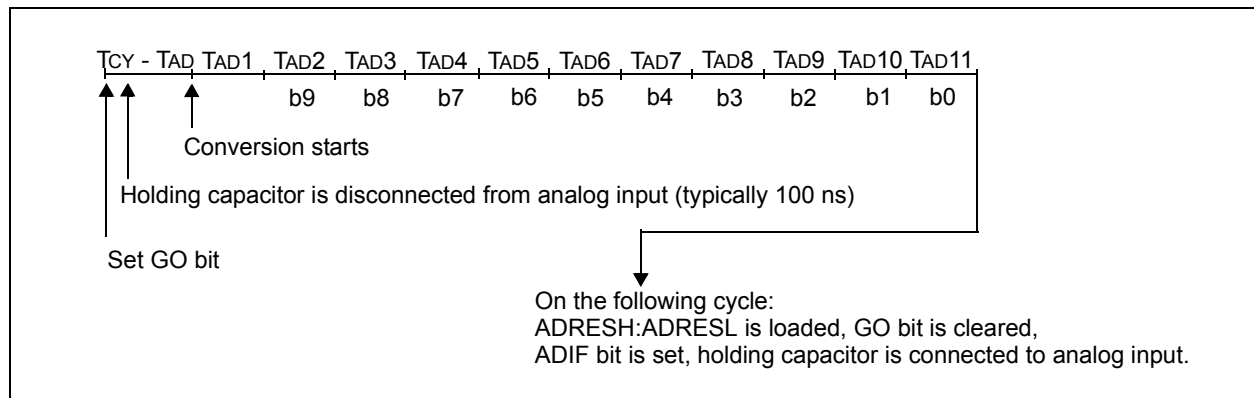 TCY - TAD TAD1 TAD2 TAD3 TAD4 TAD5 TAD6 TAD7 TAD8 TAD9 TAD10 TAD11
b9 b8 b7 b6 b5 b4 b3 b2 b1 b0
Conversion starts
Holding capacitor is disconnected from analog input (typically 100 ns)
Set GO bit
On the following cycle:
ADRESH:ADRESL is loaded, GO bit is cleared,
ADIF bit is set, holding capacitor is connected to analog input.